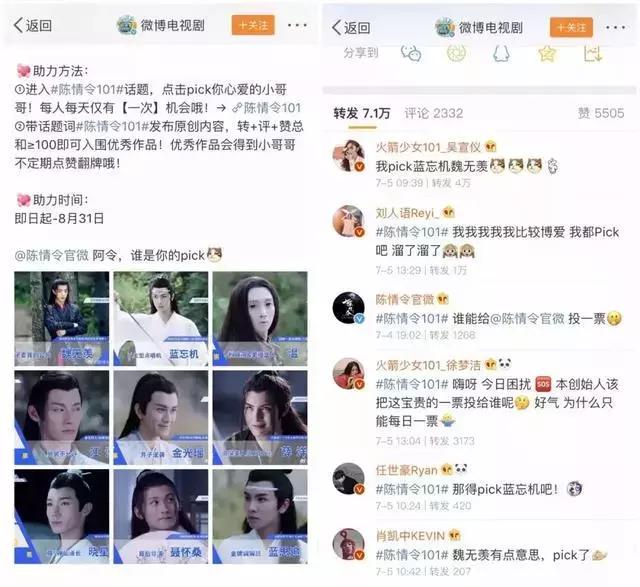 返回
微博电视剧
+关注
助力方法：
①进入#陈情令101#话题，点击pick你心爱的小哥
哥！每人每天仅有【一次】机会哦！→ 陈情令101
②带话题词#陈情令101#发布原创内容，转+评+赞总
和≥100即可入围优秀作品！优秀作品会得到小哥哥
不定期点赞翻牌哦！
助力时间：
即日起-8月31日
@陈情令官微 阿令，谁是你的pick
魏无羡
蓝忘机
温
江
金光瑶
薛洋
晓星
聂怀桑
返回
微博电视剧
+关注
分享到
转发 7.1万
评论 2332
赞 5505
火箭少女101_吴宣仪
我pick蓝忘机魏无羡
7-5 09:39 | 转发 4万
刘人语Reyi_
#陈情令101# 我我我我我比较博爱 我都Pick
吧 溜了溜了
7-5 13:29 | 转发 1万
陈情令官微
#陈情令101# 谁能给@陈情令官微 投一票
7-4 19:02 | 转发 1268
火箭少女101_徐梦洁
#陈情令101# 嗨呀 今日困扰 SOS 本创始人该
把这宝贵的一票投给谁呢 好气 为什么只
能每日一票
7-5 13:04 | 转发 3173
任世豪Ryan
#陈情令101# 那得pick蓝忘机吧！
7-5 10:24 | 转发 420
肖凯中KEVIN
#陈情令101# 魏无羡有点意思，pick了
7-5 10:42 | 转发 207